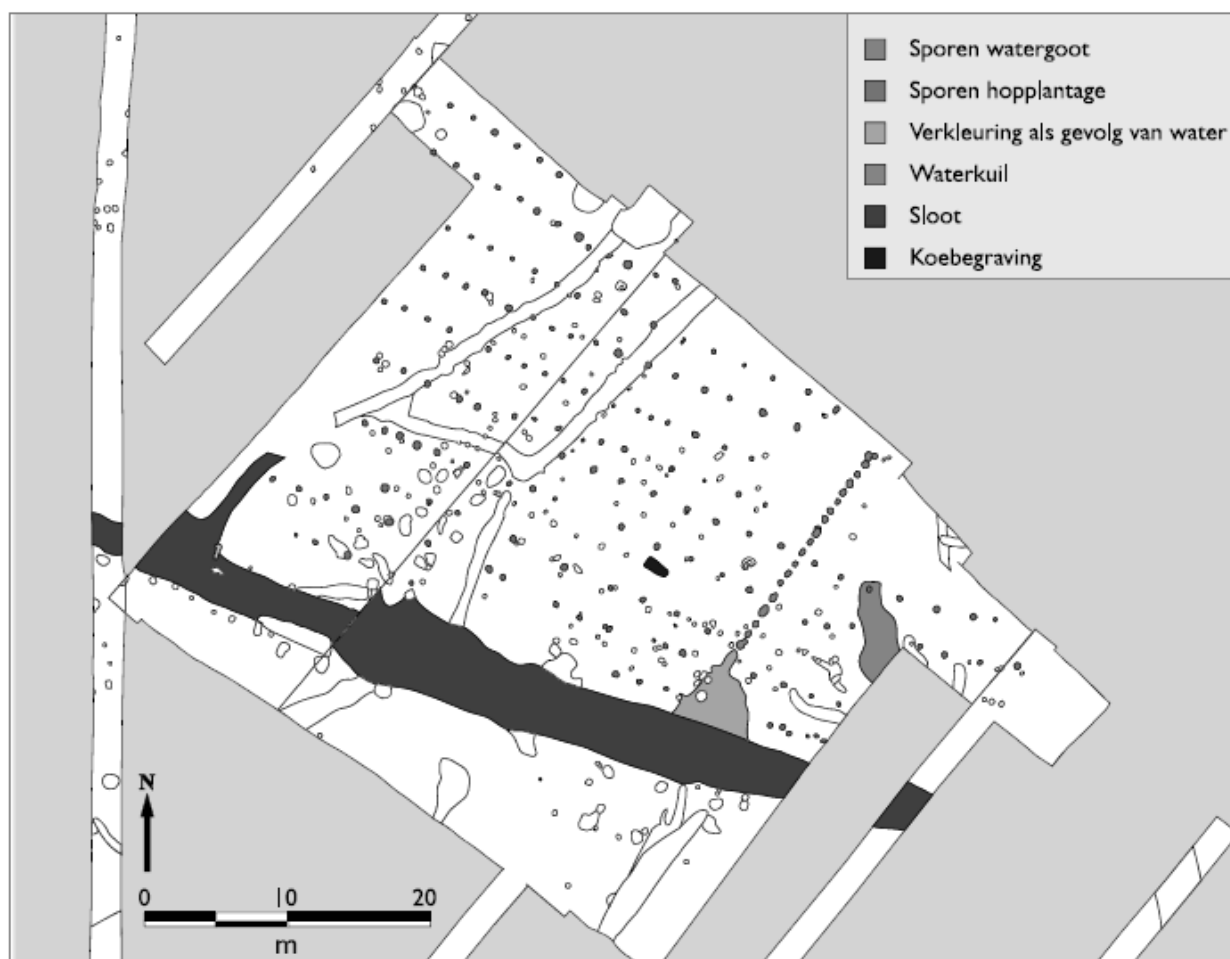 Sporen watergoot
Sporen hopplantage
Verkleuring als gevolg van water
Waterkuil
Sloot
Koebegraving
N
0 10 20
m